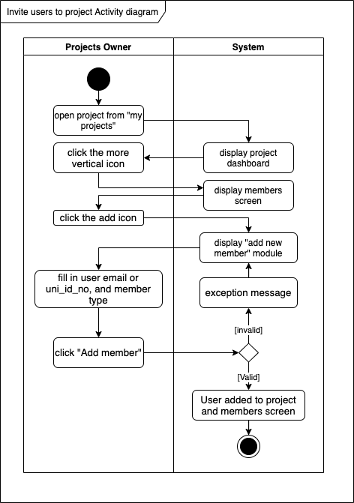 Invite users to project Activity diagram
Projects Owner
System
open project from "my
projects"
display project
dashboard
click the more
vertical icon
display members
screen
click the add icon
display "add new
member" module
fill in user email or
uni_id_no, and member
type
exception message
[invalid]
click "Add member"
[Valid]
User added to project
and members screen